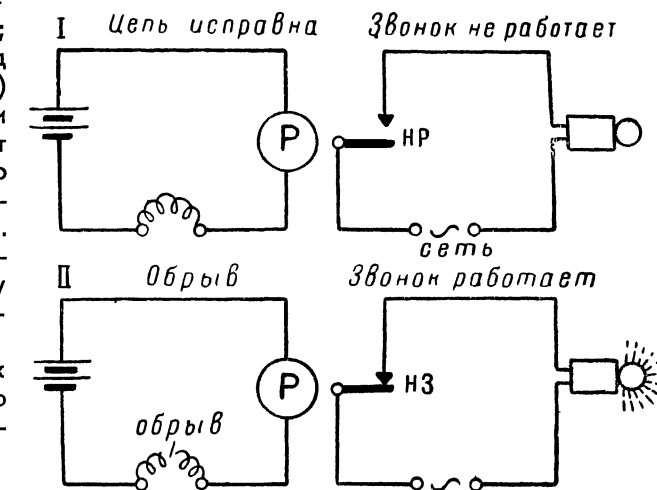 I Цепь исправна
Звонок не работает
Р
НР
сеть
II Обрыв
Звонок работает
Р
НЗ
обрыв